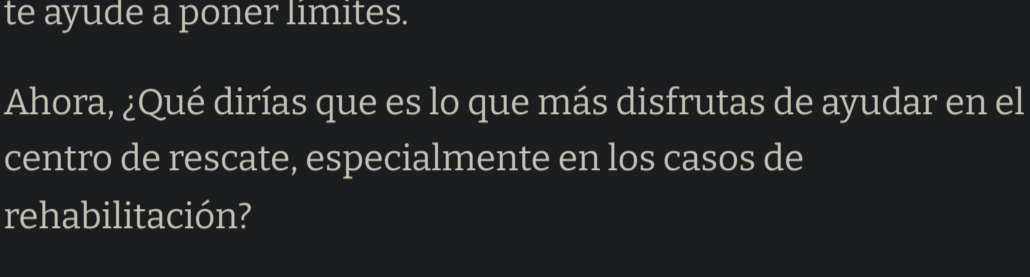 te ayude a poner límites.
Ahora, ¿Qué dirías que es lo que más disfrutas de ayudar en el
centro de rescate, especialmente en los casos de
rehabilitación?